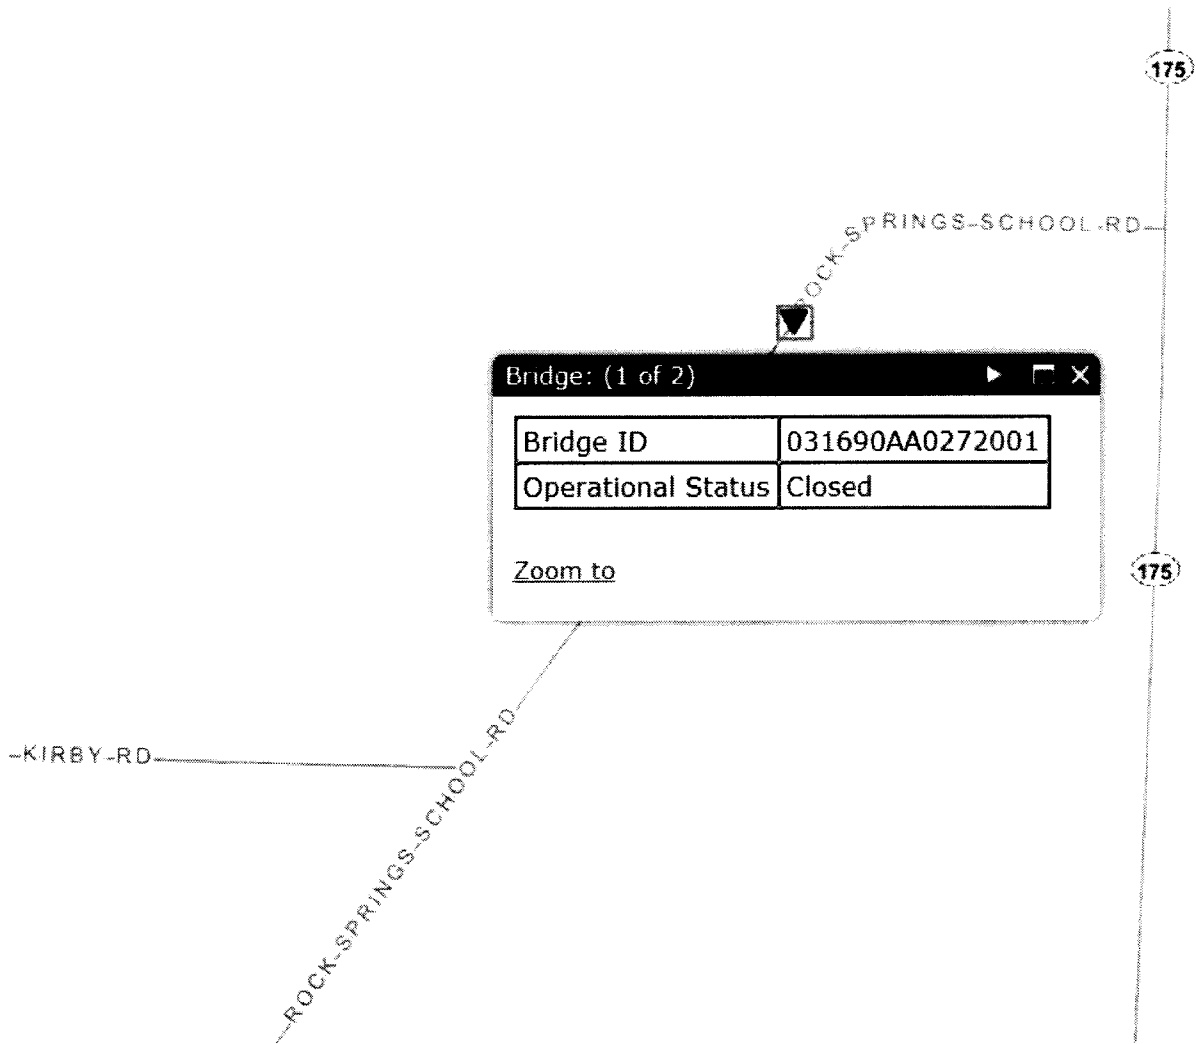 175
ROCK-SPRINGS-SCHOOL-RD
Bridge: (1 of 2)
Bridge ID 031690AA0272001
Operational Status Closed
Zoom to
175
KIRBY-RD
ROCK-SPRINGS-SCHOOL-RD